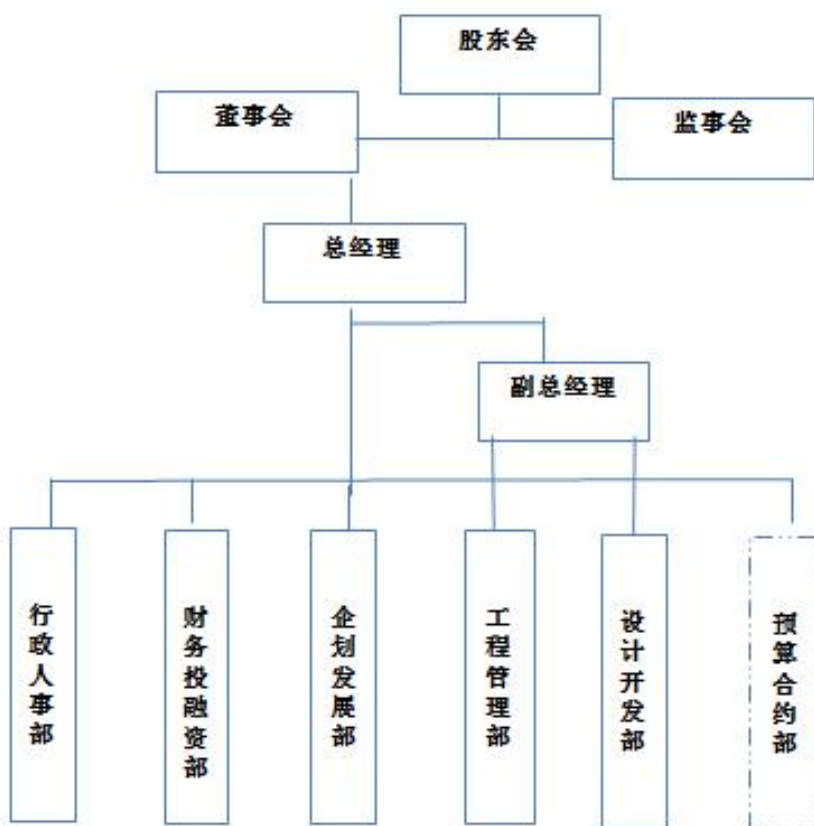 股东会
董事会
监事会
总经理
副总经理
行政人事部
财务投融资部
企划发展部
工程管理部
设计开发部
预算合约部